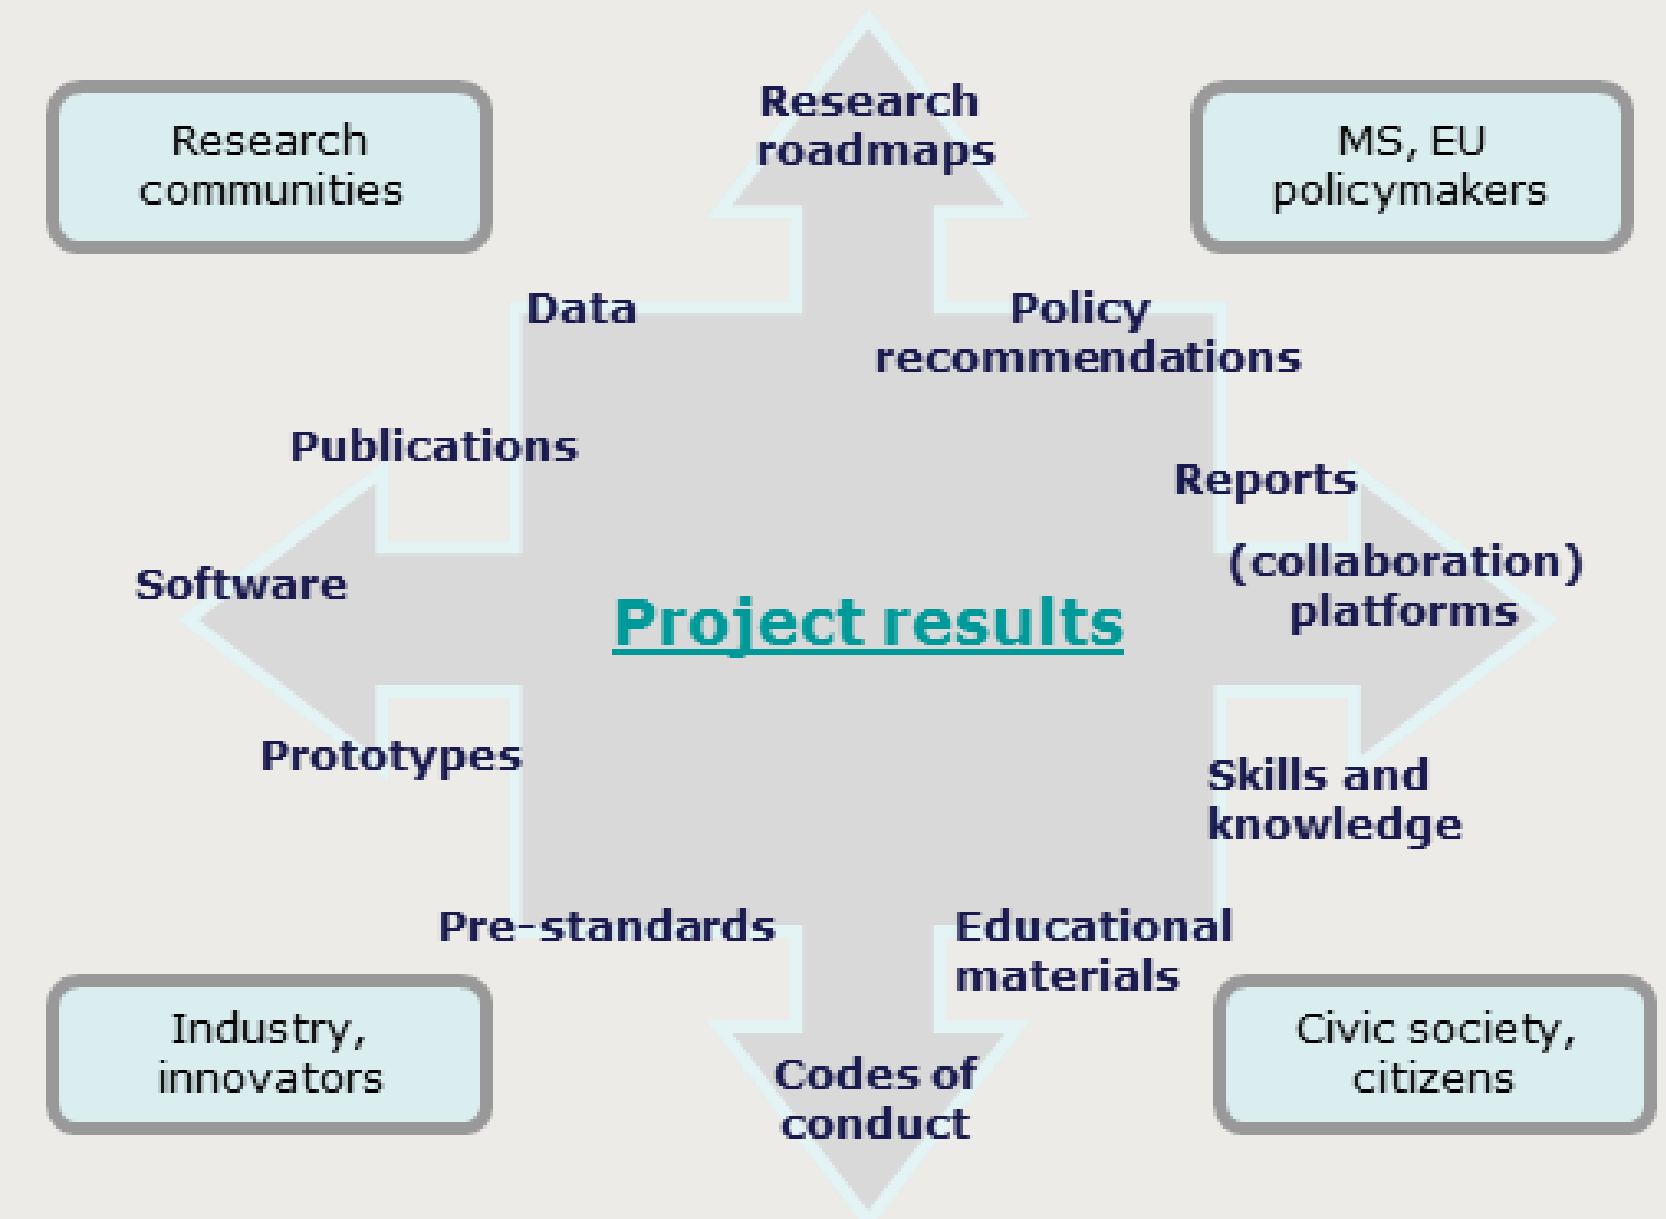 Research
roadmaps
Research
communities
MS, EU
policymakers
Data
Policy
recommendations
Publications
Reports
(collaboration)
platforms
Software
Project results
Prototypes
Skills and
knowledge
Pre-standards
Educational
materials
Industry,
innovators
Civic society,
citizens
Codes of
conduct